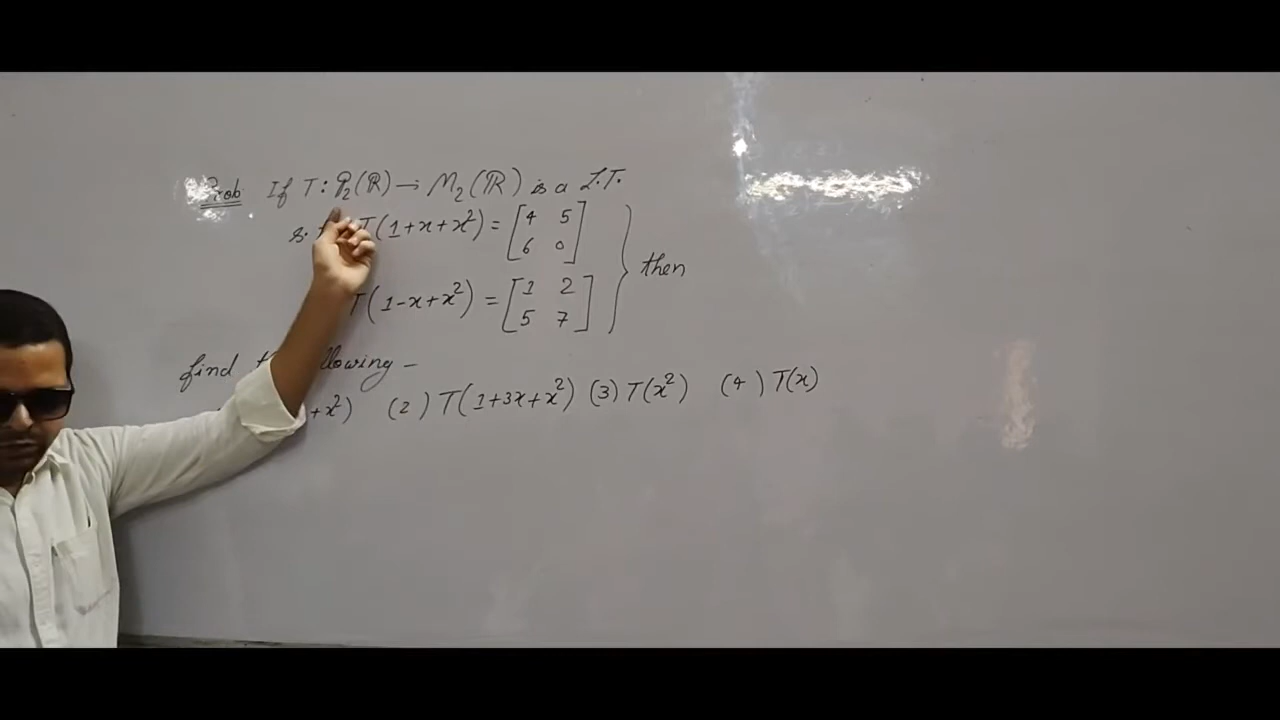 Prob If T: P₂(ℝ) → M₂(ℝ) is a L.T.
s. T(1+x+x²) = [4 5; 6 0]
T(1-x+x²) = [1 2; 5 7] } then
find following -
+x²) (2) T(1+3x+x²) (3) T(x²) (4) T(x)